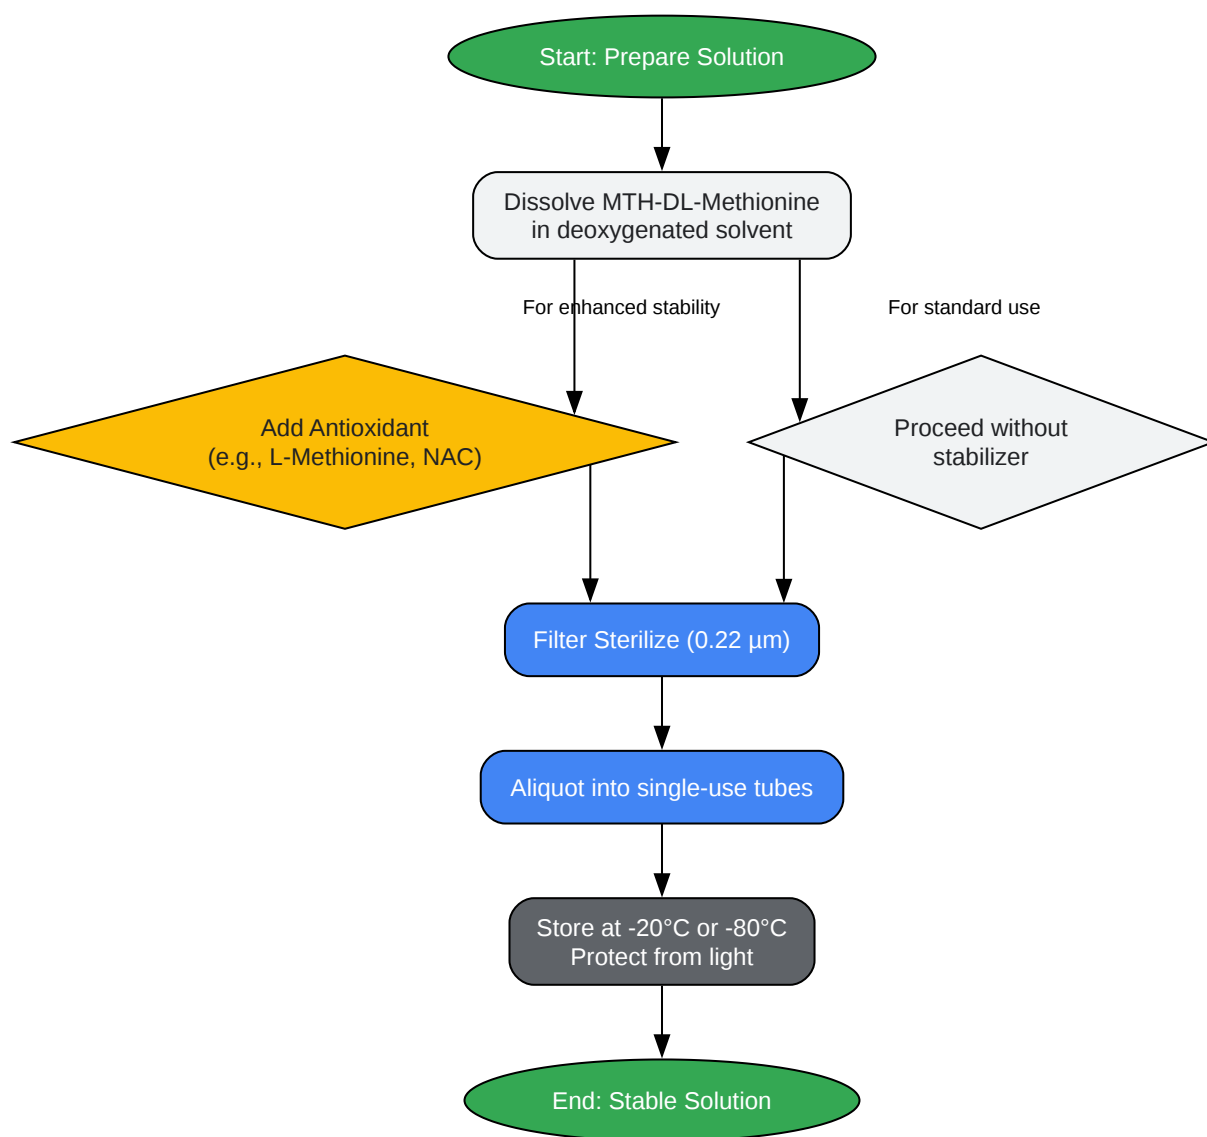 Start: Prepare Solution
Dissolve MTH-DL-Methionine
in deoxygenated solvent
For enhanced stability
For standard use
Add Antioxidant
(e.g., L-Methionine, NAC)
Proceed without
stabilizer
Filter Sterilize (0.22 µm)
Aliquot into single-use tubes
Store at -20°C or -80°C
Protect from light
End: Stable Solution